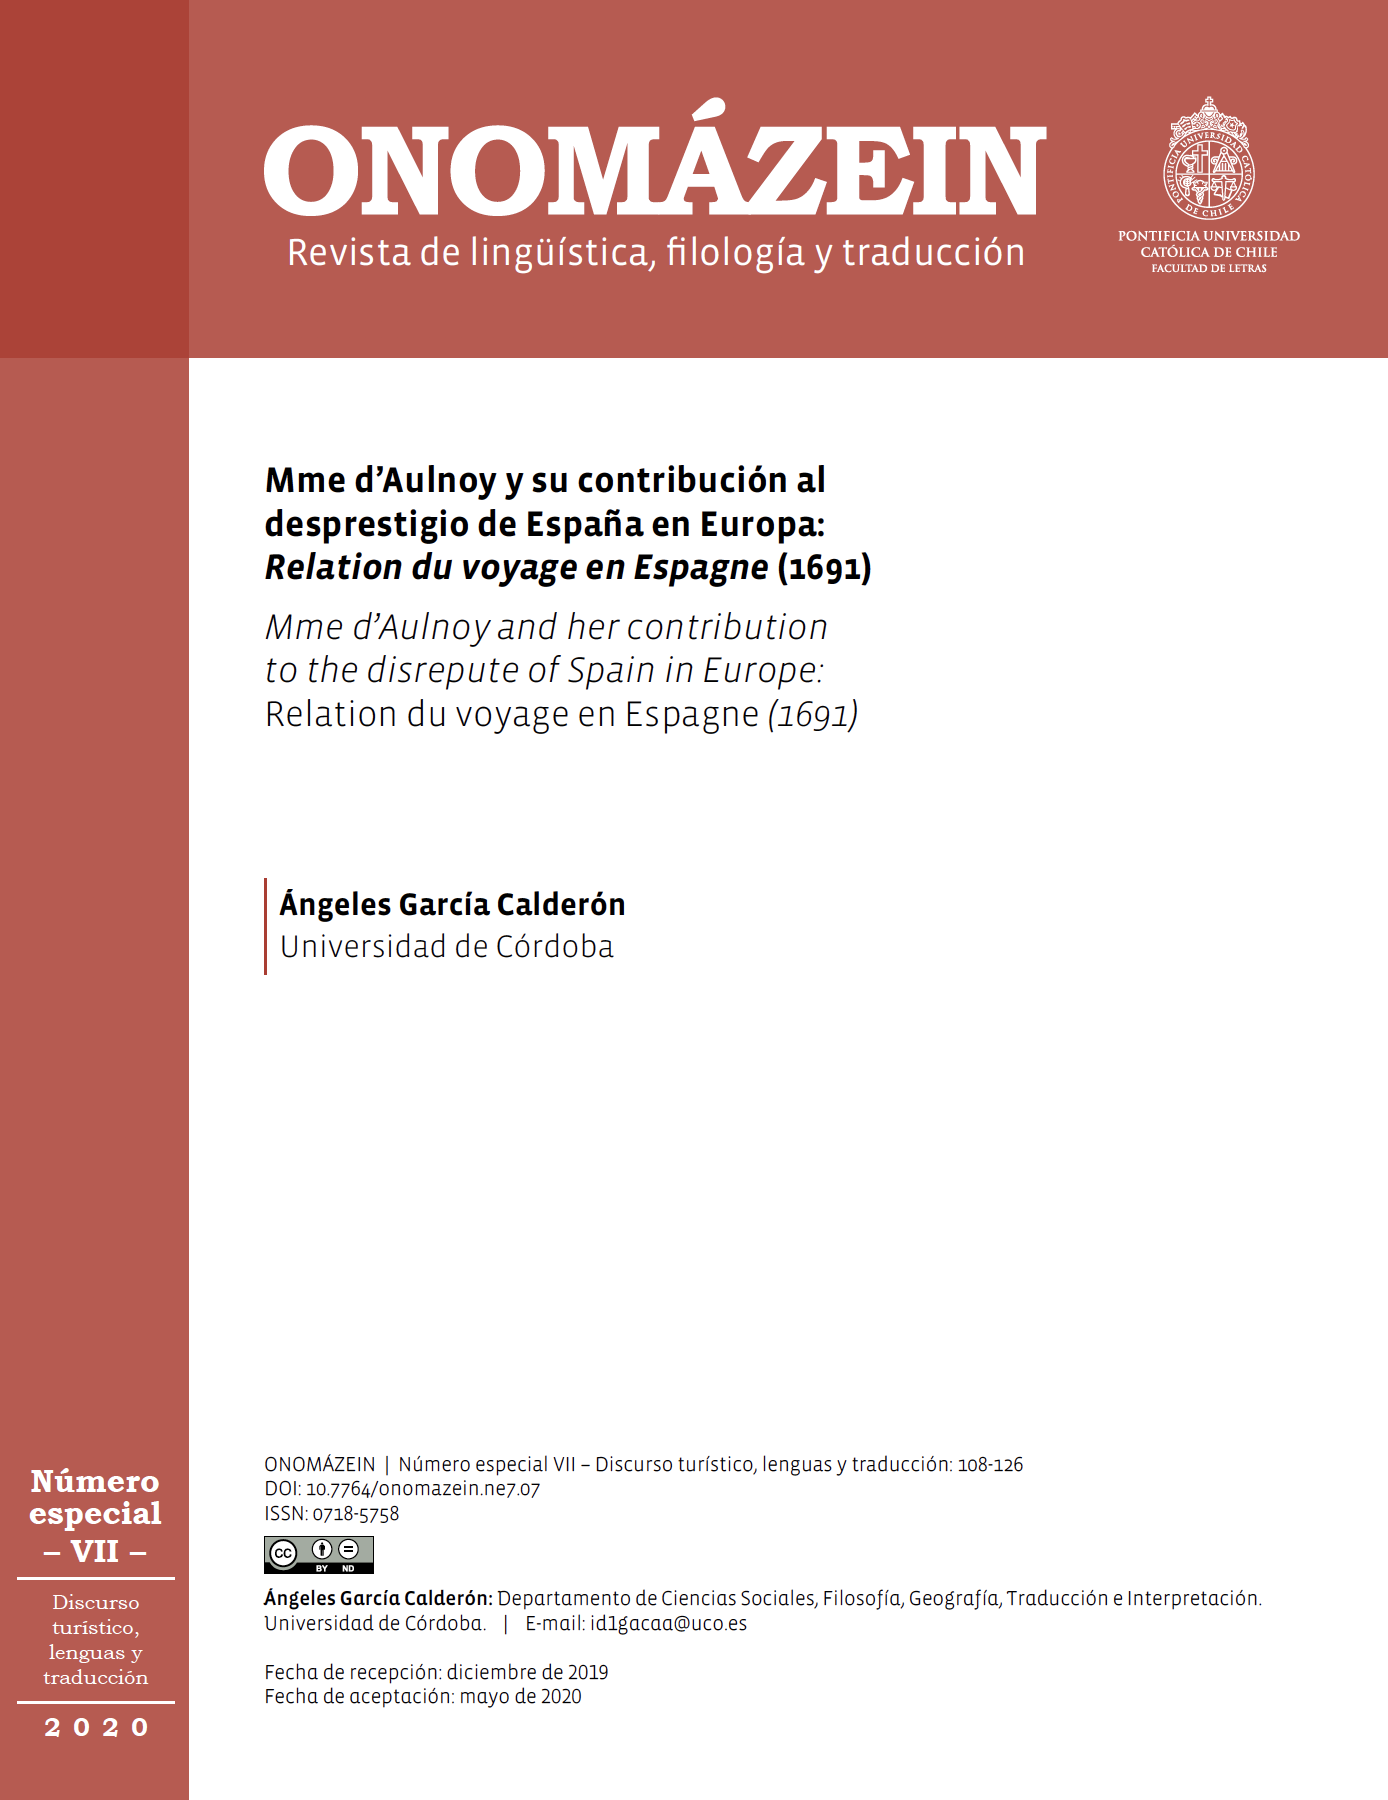 ONOMÁZEIN
Revista de lingüística, filología y traducción
PONTIFICIA UNIVERSIDAD CATÓLICA DE CHILE
PONTIFICIA UNIVERSIDAD
CATÓLICA DE CHILE
FACULTAD DE LETRAS
Mme d’Aulnoy y su contribución al
desprestigio de España en Europa:
Relation du voyage en Espagne (1691)
Mme d’Aulnoy and her contribution
to the disrepute of Spain in Europe:
Relation du voyage en Espagne (1691)
Ángeles García Calderón
Universidad de Córdoba
ONOMÁZEIN | Número especial VII – Discurso turístico, lenguas y traducción: 108-126
DOI: 10.7764/onomazein.ne7.07
ISSN: 0718-5758
CC BY ND
Ángeles García Calderón: Departamento de Ciencias Sociales, Filosofía, Geografía, Traducción e Interpretación.
Universidad de Córdoba. | E-mail: id1gacaa@uco.es
Fecha de recepción: diciembre de 2019
Fecha de aceptación: mayo de 2020
Número
especial
– VII –
Discurso
turístico,
lenguas y
traducción
2020